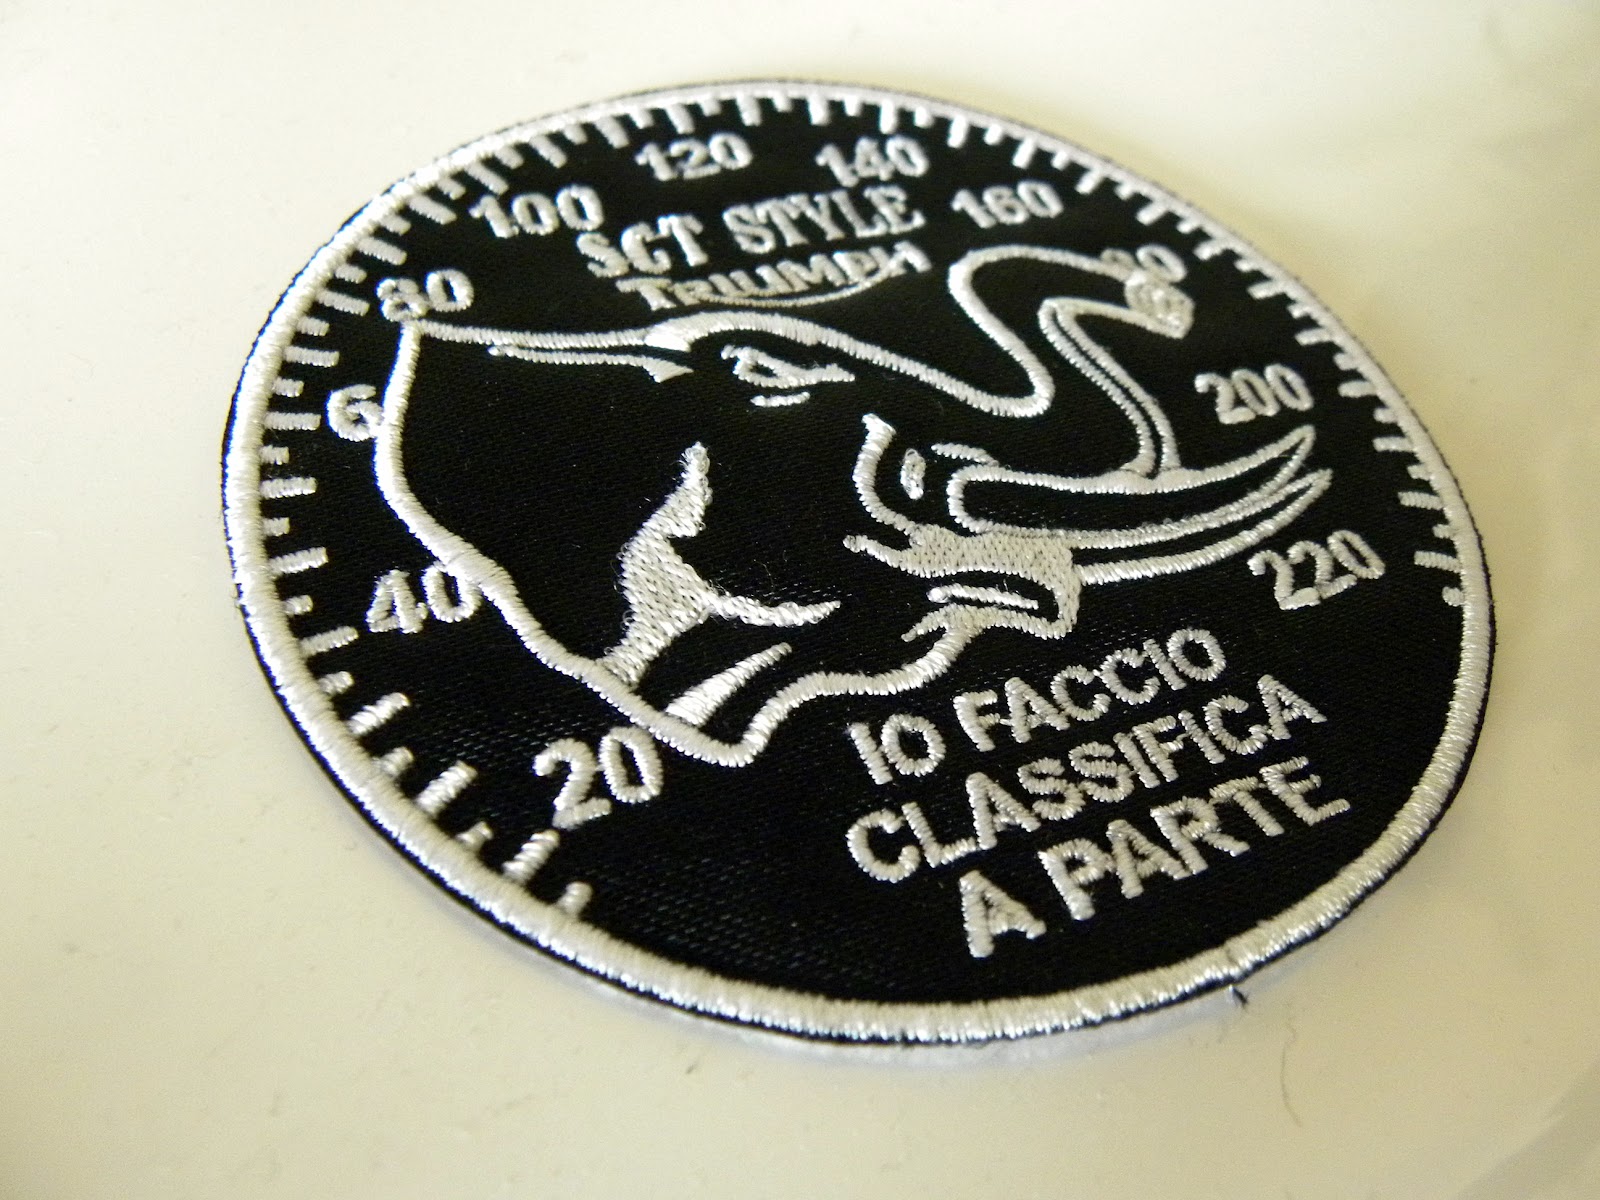 120 140
100 160
SGT STYLE
TRIUMPH
80
6
200
40
220
20
IO FACCIO
CLASSIFICA
A PARTE